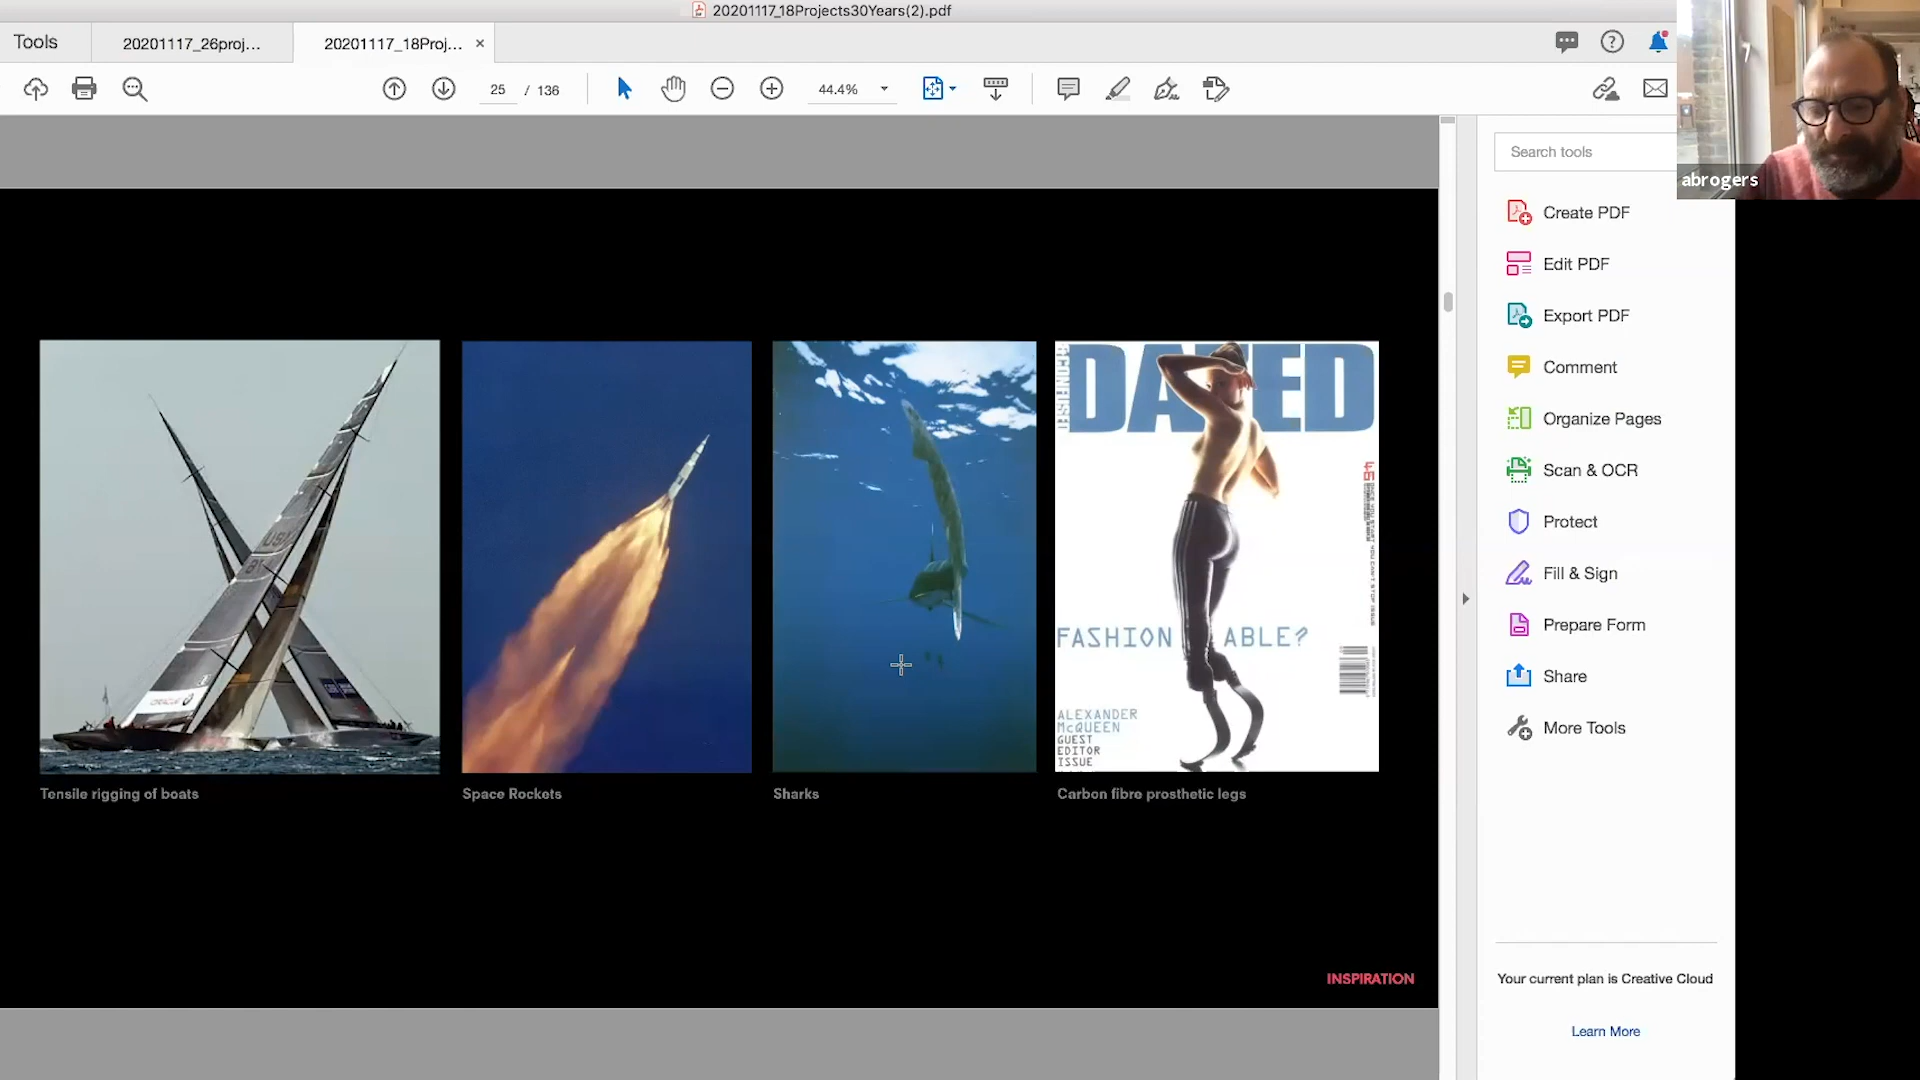 20201117_18Projects30Years(2).pdf
Tools
20201117_26proj...
20201117_18Proj...
25 / 136
44.4%
abrogers
Search tools
Create PDF
Edit PDF
Export PDF
Comment
Organize Pages
Scan & OCR
Protect
Fill & Sign
Prepare Form
Share
More Tools
Your current plan is Creative Cloud
Learn More
DAZED
FASHION ABLE?
ALEXANDER
McQUEEN
GUEST
EDITOR
ISSUE
Tensile rigging of boats
Space Rockets
Sharks
Carbon fibre prosthetic legs
INSPIRATION